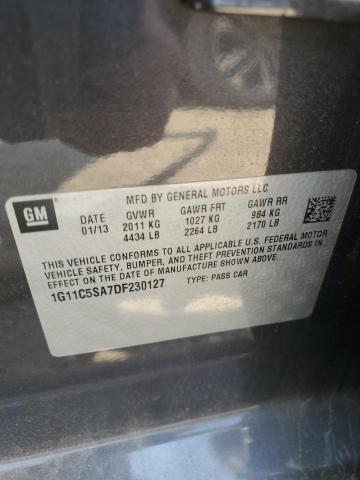 MFD BY GENERAL MOTORS LLC
GM DATE GVWR GAWR FRT GAWR RR
01/13 2011 KG 1027 KG 984 KG
4434 LB 2264 LB 2170 LB
THIS VEHICLE CONFORMS TO ALL APPLICABLE U.S. FEDERAL MOTOR
VEHICLE SAFETY, BUMPER, AND THEFT PREVENTION STANDARDS IN
EFFECT ON THE DATE OF MANUFACTURE SHOWN ABOVE.
1G11C5SA7DF230127 TYPE: PASS CAR